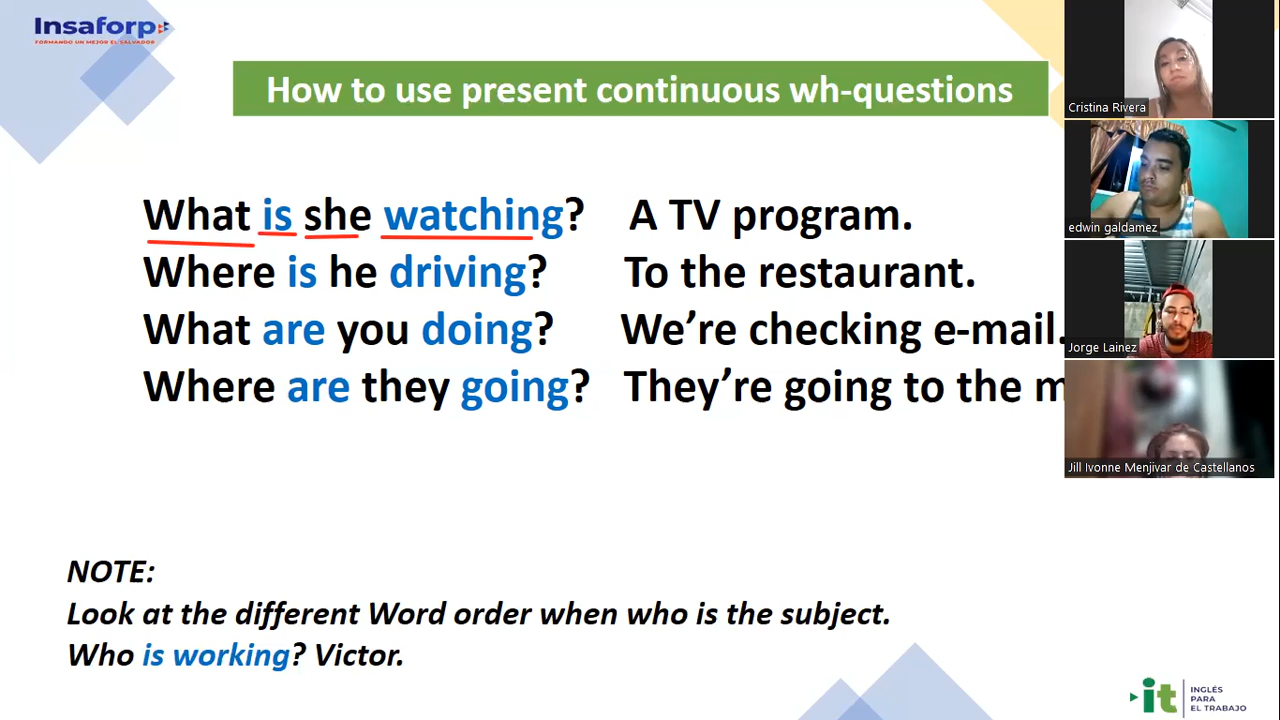 Insaforp
FORMANDO UN MEJOR EL SALVADOR
How to use present continuous wh-questions
What is she watching? A TV program.
Where is he driving? To the restaurant.
What are you doing? We're checking e-mail.
Where are they going? They're going to the m
NOTE:
Look at the different Word order when who is the subject.
Who is working? Victor.
Cristina Rivera
edwin galdamez
Jorge Lainez
Jill Ivonne Menjivar de Castellanos
it
INGLÉS
PARA
EL TRABAJO